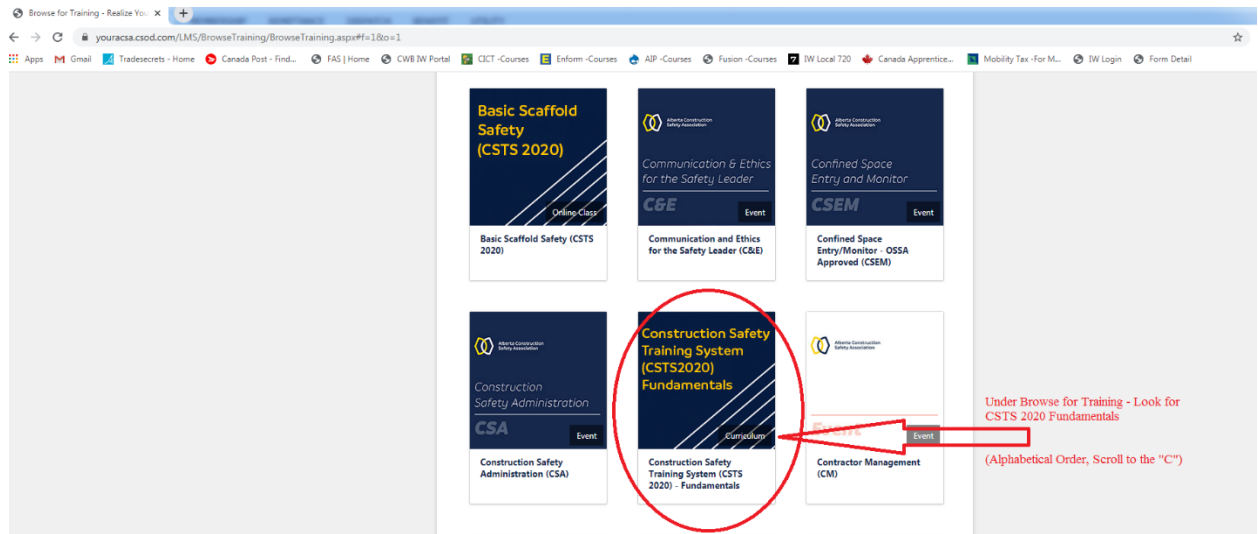 Browse for Training - Realize You
youracsa.csod.com/LMS/BrowseTraining/BrowseTraining.aspx#f=1&o=1
Apps Gmail Tradesecrets - Home Canada Post - Find... FAS | Home CWB IW Portal CICT -Courses Enform -Courses AIP -Courses Fusion -Courses IW Local 720 Canada Apprentice... Mobility Tax -For M... IW Login Form Detail
Basic Scaffold
Safety
(CSTS 2020)
Online Class
Basic Scaffold Safety (CSTS
2020)
Alberta Construction
Safety Association
Communication & Ethics
for the Safety Leader
C&E
Event
Communication and Ethics
for the Safety Leader (C&E)
Alberta Construction
Safety Association
Confined Space
Entry and Monitor
CSEM
Event
Confined Space
Entry/Monitor - OSSA
Approved (CSEM)
Alberta Construction
Safety Association
Construction
Safety Administration
CSA
Event
Construction Safety
Administration (CSA)
Construction Safety
Training System
(CSTS2020)
Fundamentals
Curriculum
Construction Safety
Training System (CSTS
2020) - Fundamentals
Alberta Construction
Safety Association
Event
Event
Contractor Management
(CM)
Under Browse for Training - Look for
CSTS 2020 Fundamentals
(Alphabetical Order, Scroll to the "C")